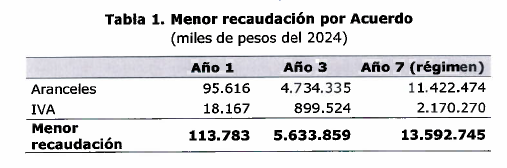 Tabla 1. Menor recaudación por Acuerdo
(miles de pesos del 2024)
Año 1 Año 3 Año 7 (régimen)
Aranceles 95.616 4.734.335 11.422.474
IVA 18.167 899.524 2.170.270
Menor
recaudación 113.783 5.633.859 13.592.745